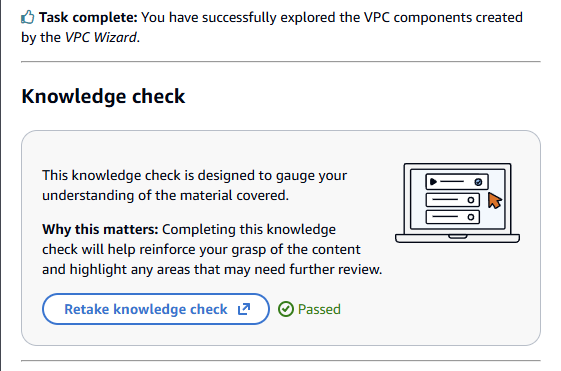 Task complete: You have successfully explored the VPC components created
by the VPC Wizard.
Knowledge check
This knowledge check is designed to gauge your
understanding of the material covered.
Why this matters: Completing this knowledge
check will help reinforce your grasp of the content
and highlight any areas that may need further review.
Retake knowledge check
Passed